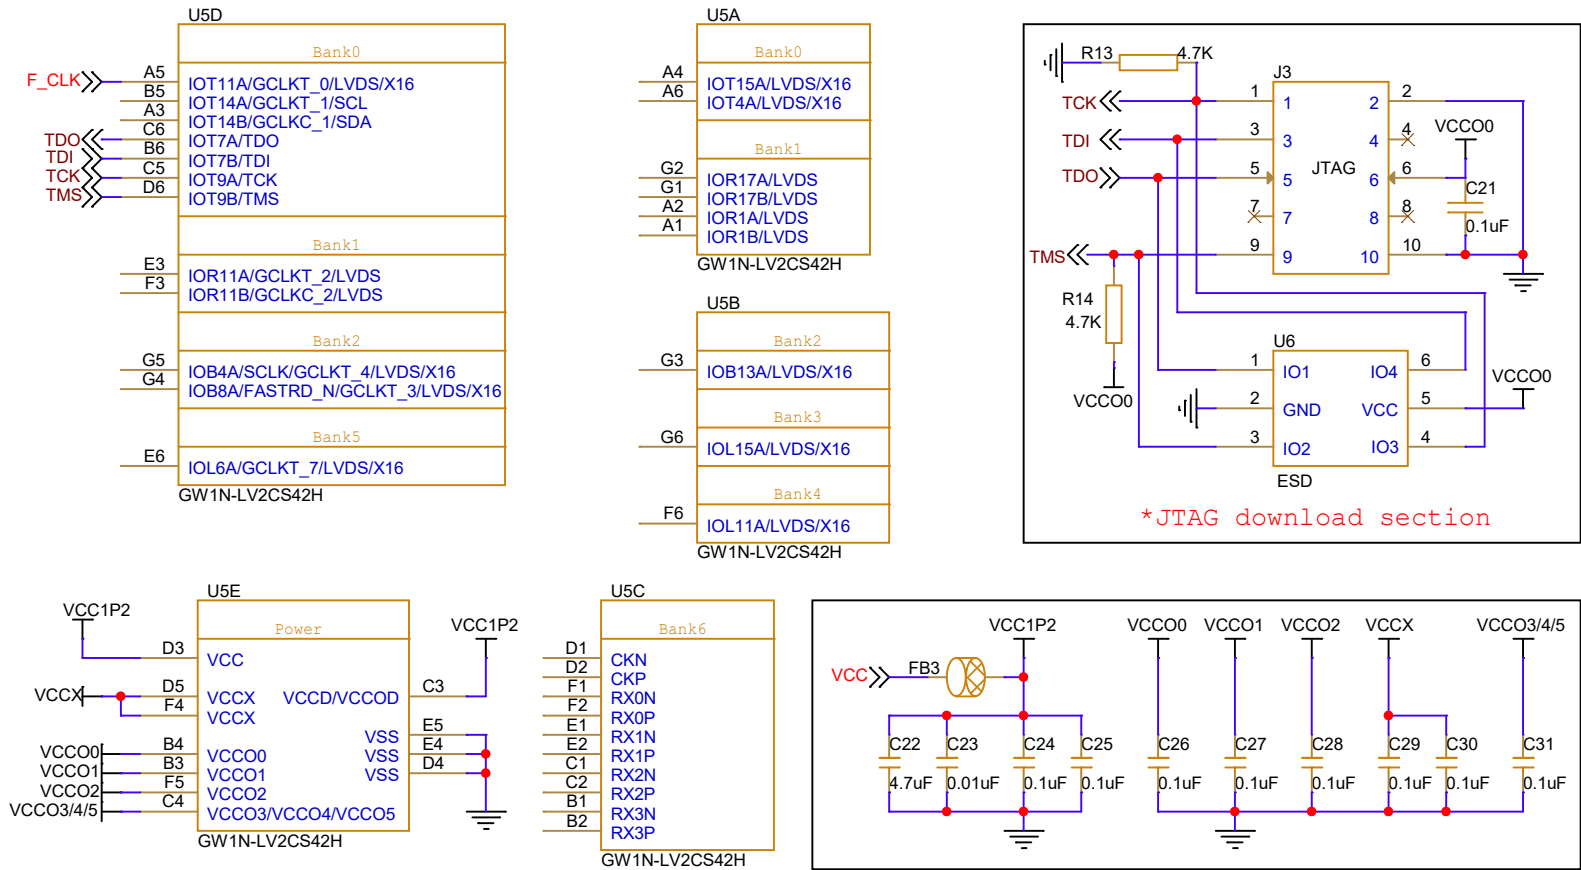 U5D
Bank0
F_CLK
A5 IOT11A/GCLKT_0/LVDS/X16
B5 IOT14A/GCLKT_1/SCL
A3 IOT14B/GCLKC_1/SDA
TDO C6 IOT7A/TDO
TDI B6 IOT7B/TDI
TCK C5 IOT9A/TCK
TMS D6 IOT9B/TMS
Bank1
E3 IOR11A/GCLKT_2/LVDS
F3 IOR11B/GCLKC_2/LVDS
Bank2
G5 IOB4A/SCLK/GCLKT_4/LVDS/X16
G4 IOB8A/FASTRD_N/GCLKT_3/LVDS/X16
Bank5
E6 IOL6A/GCLKT_7/LVDS/X16
GW1N-LV2CS42H
U5A
Bank0
A4 IOT15A/LVDS/X16
A6 IOT4A/LVDS/X16
Bank1
G2 IOR17A/LVDS
G1 IOR17B/LVDS
A2 IOR1A/LVDS
A1 IOR1B/LVDS
GW1N-LV2CS42H
U5B
Bank2
G3 IOB13A/LVDS/X16
Bank3
G6 IOL15A/LVDS/X16
Bank4
F6 IOL11A/LVDS/X16
GW1N-LV2CS42H
R13 4.7K
J3
TCK 1 1 2 2
TDI 3 3 4 4
VCCO0
TDO 5 5 JTAG 6 6
C21
0.1uF
7 7 8 8
TMS 9 9 10 10
R14
4.7K
VCCO0
U6
1 IO1 IO4 6
VCCO0
2 GND VCC 5
3 IO2 IO3 4
ESD
*JTAG download section
U5E
VCC1P2
Power
VCC1P2
D3 VCC
VCCX D5 VCCX VCCD/VCCOD C3
F4 VCCX
VSS E5
VCCO0 B4 VCCO0 VSS E4
VCCO1 B3 VCCO1 VSS D4
VCCO2 F5 VCCO2
VCCO3/4/5 C4 VCCO3/VCCO4/VCCO5
GW1N-LV2CS42H
U5C
Bank6
D1 CKN
D2 CKP
F1 RX0N
F2 RX0P
E1 RX1N
E2 RX1P
C1 RX2N
C2 RX2P
B1 RX3N
B2 RX3P
GW1N-LV2CS42H
VCC1P2 VCCO0 VCCO1 VCCO2 VCCX VCCO3/4/5
VCC FB3
C22 C23 C24 C25 C26 C27 C28 C29 C30 C31
4.7uF 0.01uF 0.1uF 0.1uF 0.1uF 0.1uF 0.1uF 0.1uF 0.1uF 0.1uF